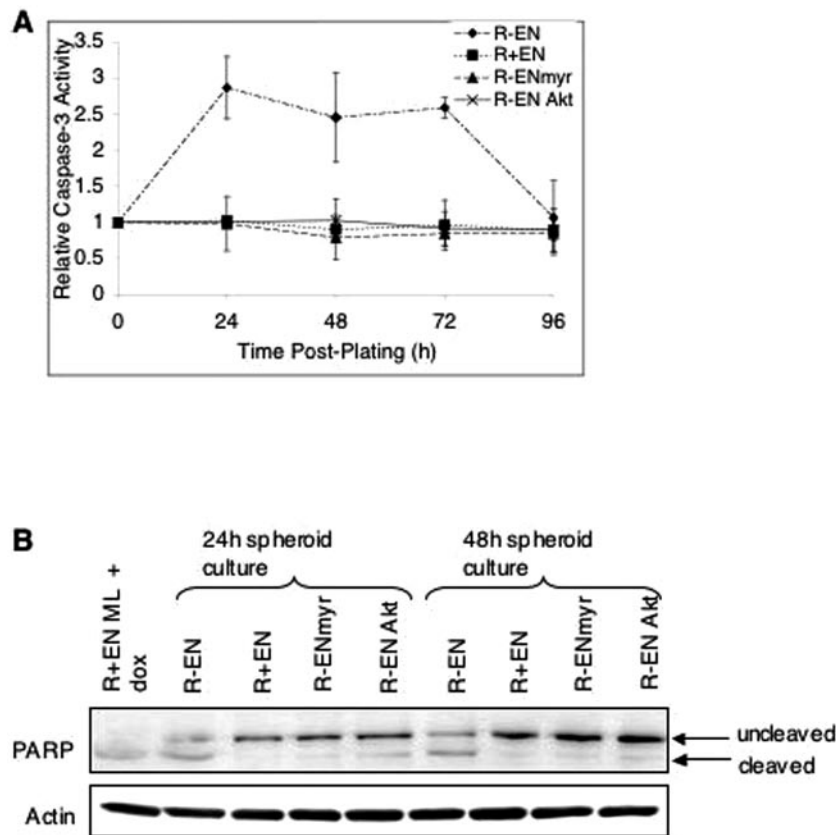 A
Relative Caspase-3 Activity
3.5
3
2.5
2
1.5
1
0.5
0
0 24 48 72 96
Time Post-Plating (h)
R-EN
R+EN
R-ENmyr
R-EN Akt
B
24h spheroid
culture
48h spheroid
culture
R+EN ML +
dox
R-EN
R+EN
R-ENmyr
R-EN Akt
R-EN
R+EN
R-ENmyr
R-EN Akt
PARP
uncleaved
cleaved
Actin